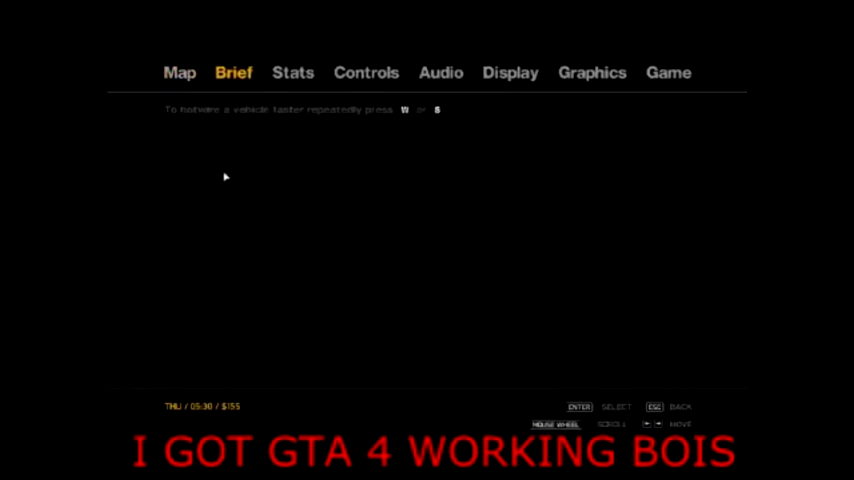 Map Brief Stats Controls Audio Display Graphics Game
To hotwire a vehicle faster repeatedly press W or S
THU / 05:30 / $155
ENTER SELECT ESC BACK
MOUSE WHEEL SCROLL MOVE
I GOT GTA 4 WORKING BOIS